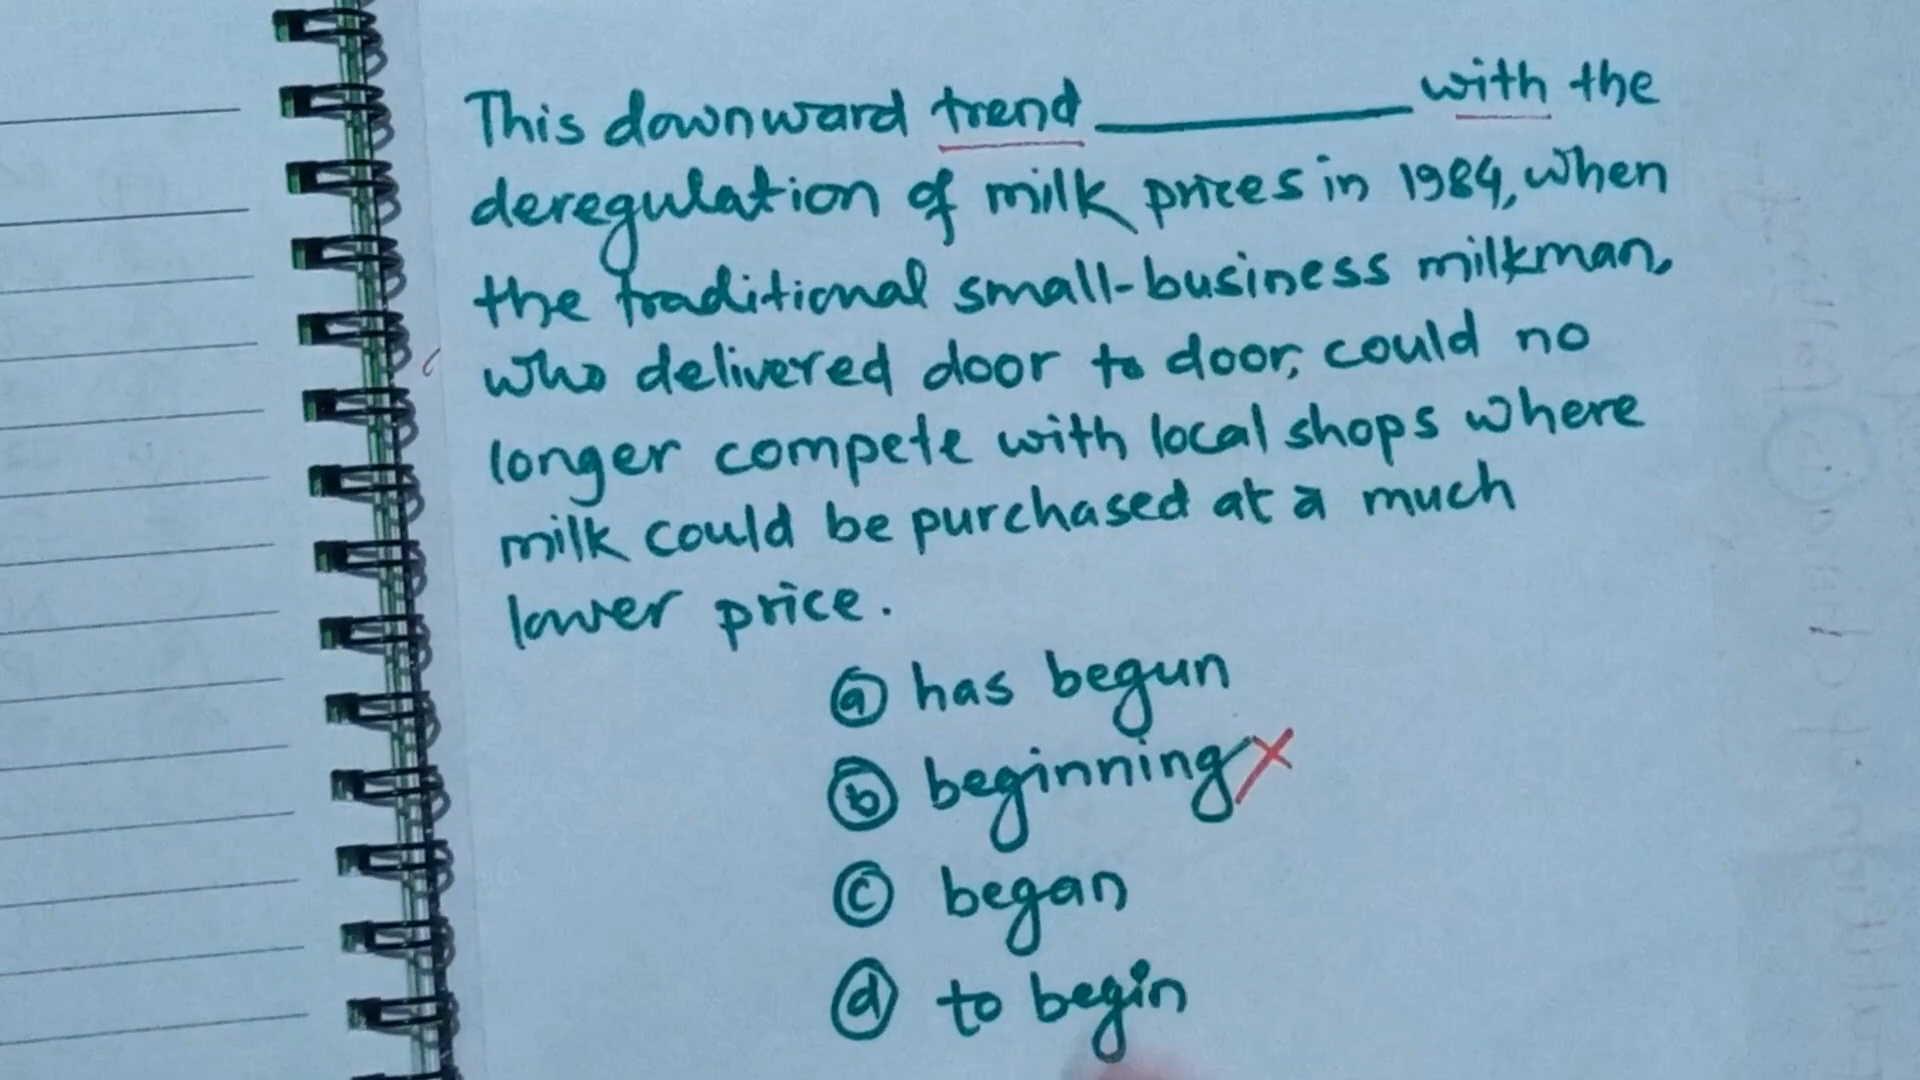 This downward trend ________ with the
deregulation of milk prices in 1984, when
the traditional small-business milkman,
who delivered door to door, could no
longer compete with local shops where
milk could be purchased at a much
lower price.
(a) has begun
(b) beginning ✗
(c) began
(d) to begin